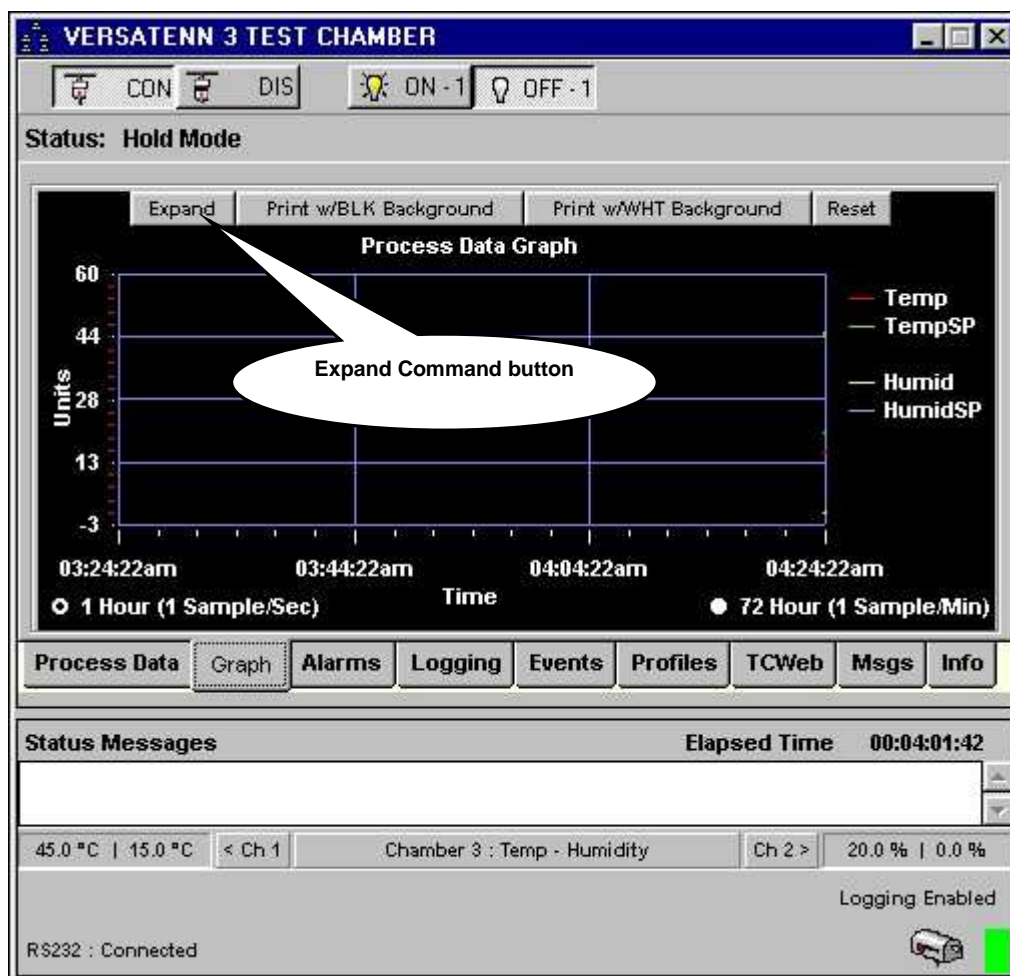 VERSATENN 3 TEST CHAMBER
CON DIS ON - 1 OFF - 1
Status: Hold Mode
Expand Print w/BLK Background Print w/WHT Background Reset
Process Data Graph
60
44
28
13
-3
Units
Expand Command button
Temp
TempSP
Humid
HumidSP
03:24:22am 03:44:22am 04:04:22am 04:24:22am
1 Hour (1 Sample/Sec) Time 72 Hour (1 Sample/Min)
Process Data Graph Alarms Logging Events Profiles TCWeb Msgs Info
Status Messages Elapsed Time 00:04:01:42
45.0 °C | 15.0 °C < Ch 1 Chamber 3 : Temp - Humidity Ch 2 > 20.0 % | 0.0 %
Logging Enabled
RS232 : Connected